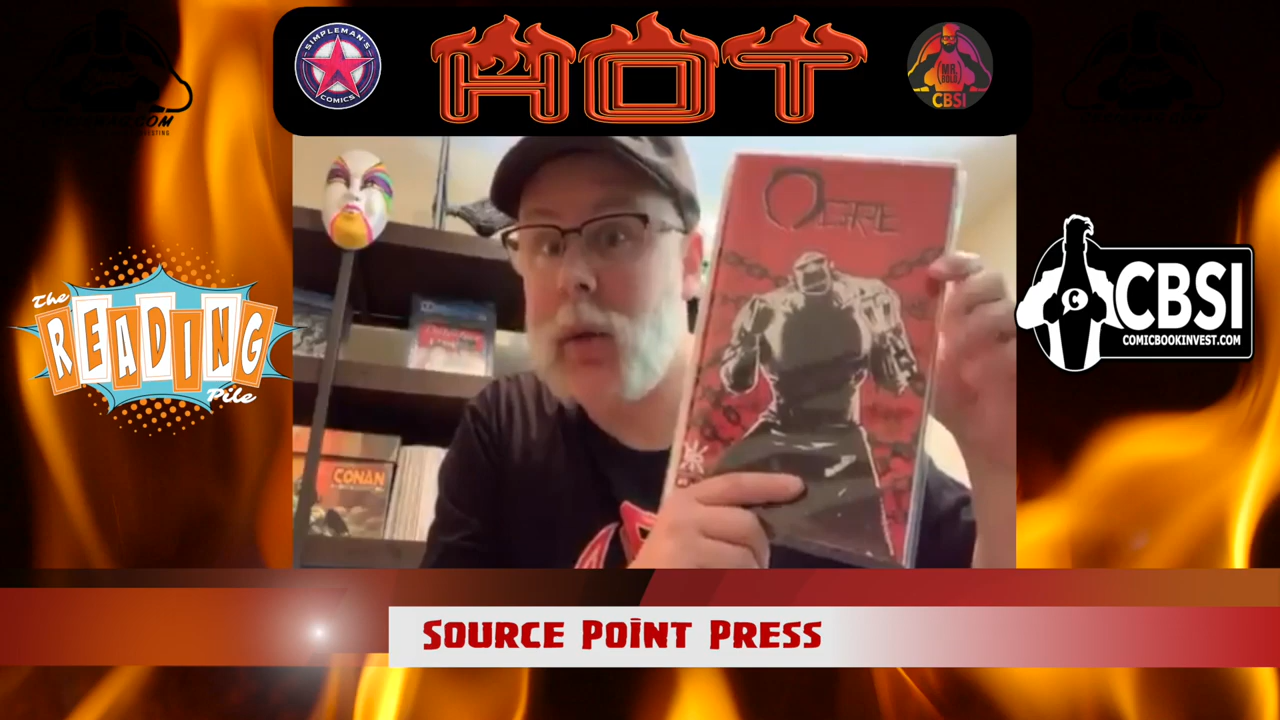 SIMPLEMAN'S
COMICS
HOT
MR.
BOLD
CBSI
OGRE
The
READING
Pile
CBSI
COMICBOOKINVEST.COM
CONAN
SOURCE POINT PRESS